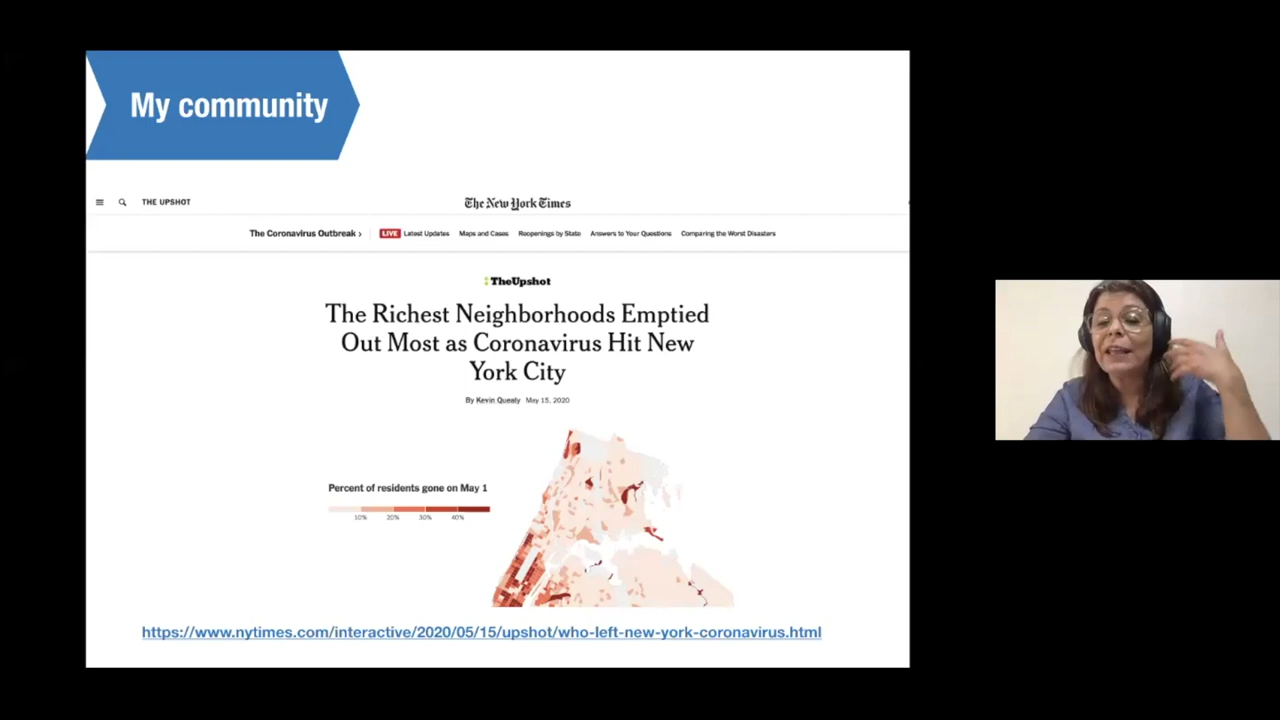 My community
THE UPSHOT
The New York Times
The Coronavirus Outbreak ›
LIVE Latest Updates Maps and Cases Reopenings by State Answers to Your Questions Comparing the Worst Disasters
TheUpshot
The Richest Neighborhoods Emptied
Out Most as Coronavirus Hit New
York City
By Kevin Quealy May 15, 2020
Percent of residents gone on May 1
10% 20% 30% 40%
https://www.nytimes.com/interactive/2020/05/15/upshot/who-left-new-york-coronavirus.html